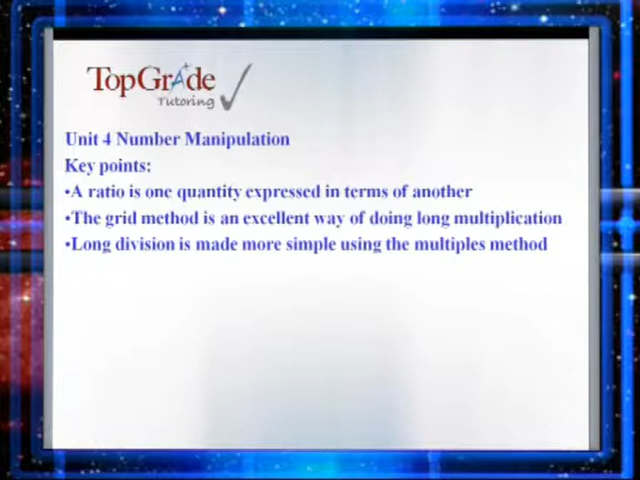 TopGrade
Tutoring
Unit 4 Number Manipulation
Key points:
•A ratio is one quantity expressed in terms of another
•The grid method is an excellent way of doing long multiplication
•Long division is made more simple using the multiples method